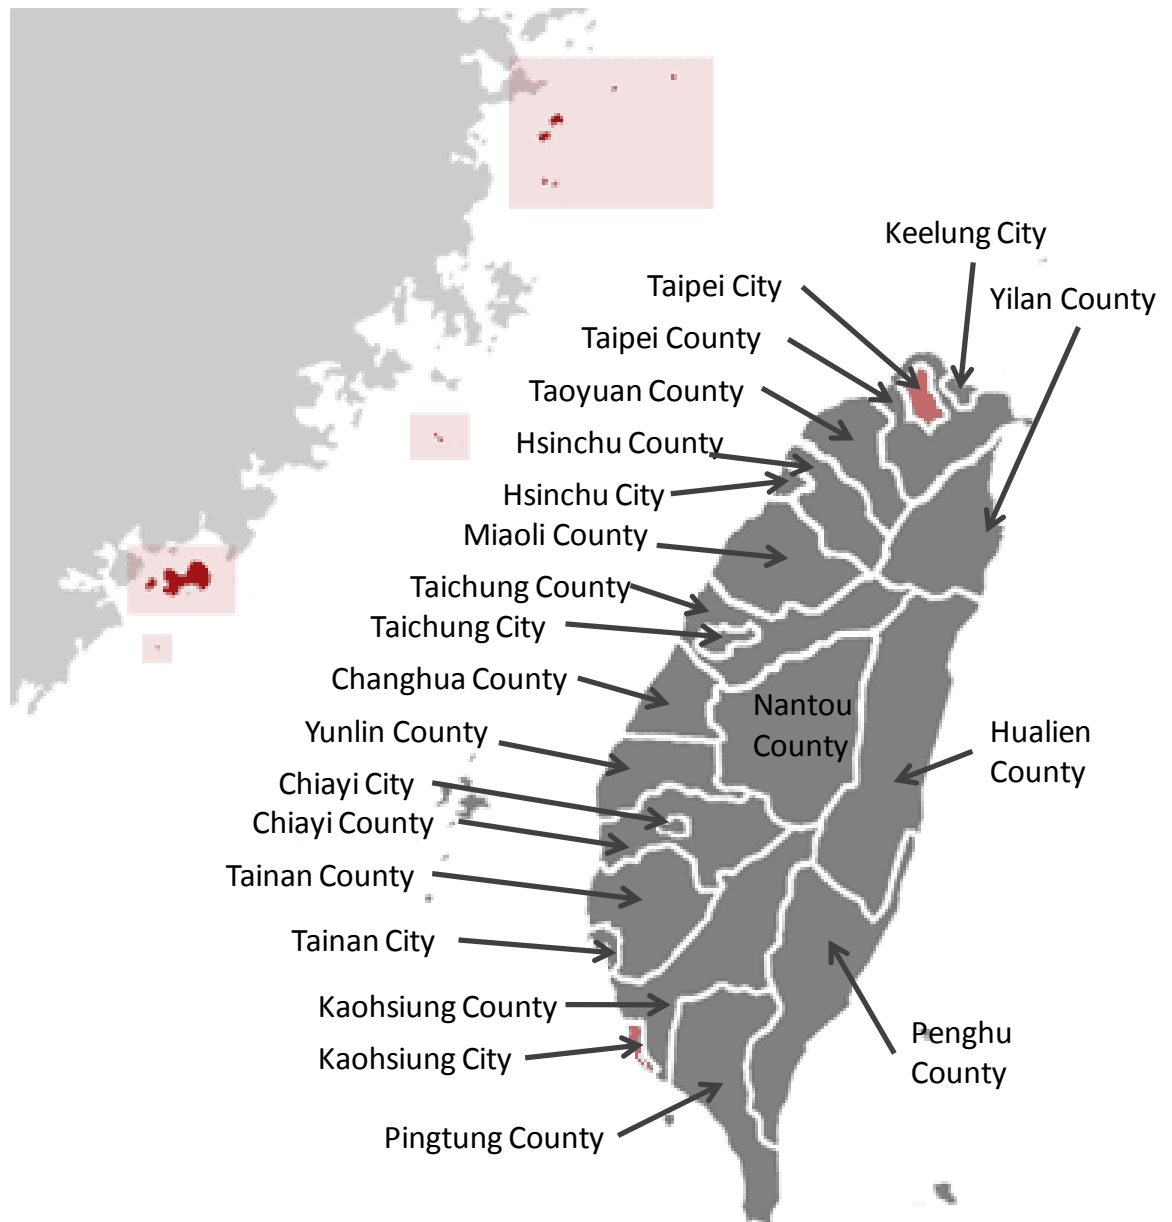 Keelung City
Taipei City
Yilan County
Taipei County
Taoyuan County
Hsinchu County
Hsinchu City
Miaoli County
Taichung County
Taichung City
Changhua County
Nantou
County
Yunlin County
Hualien
County
Chiayi City
Chiayi County
Tainan County
Tainan City
Kaohsiung County
Penghu
County
Kaohsiung City
Pingtung County